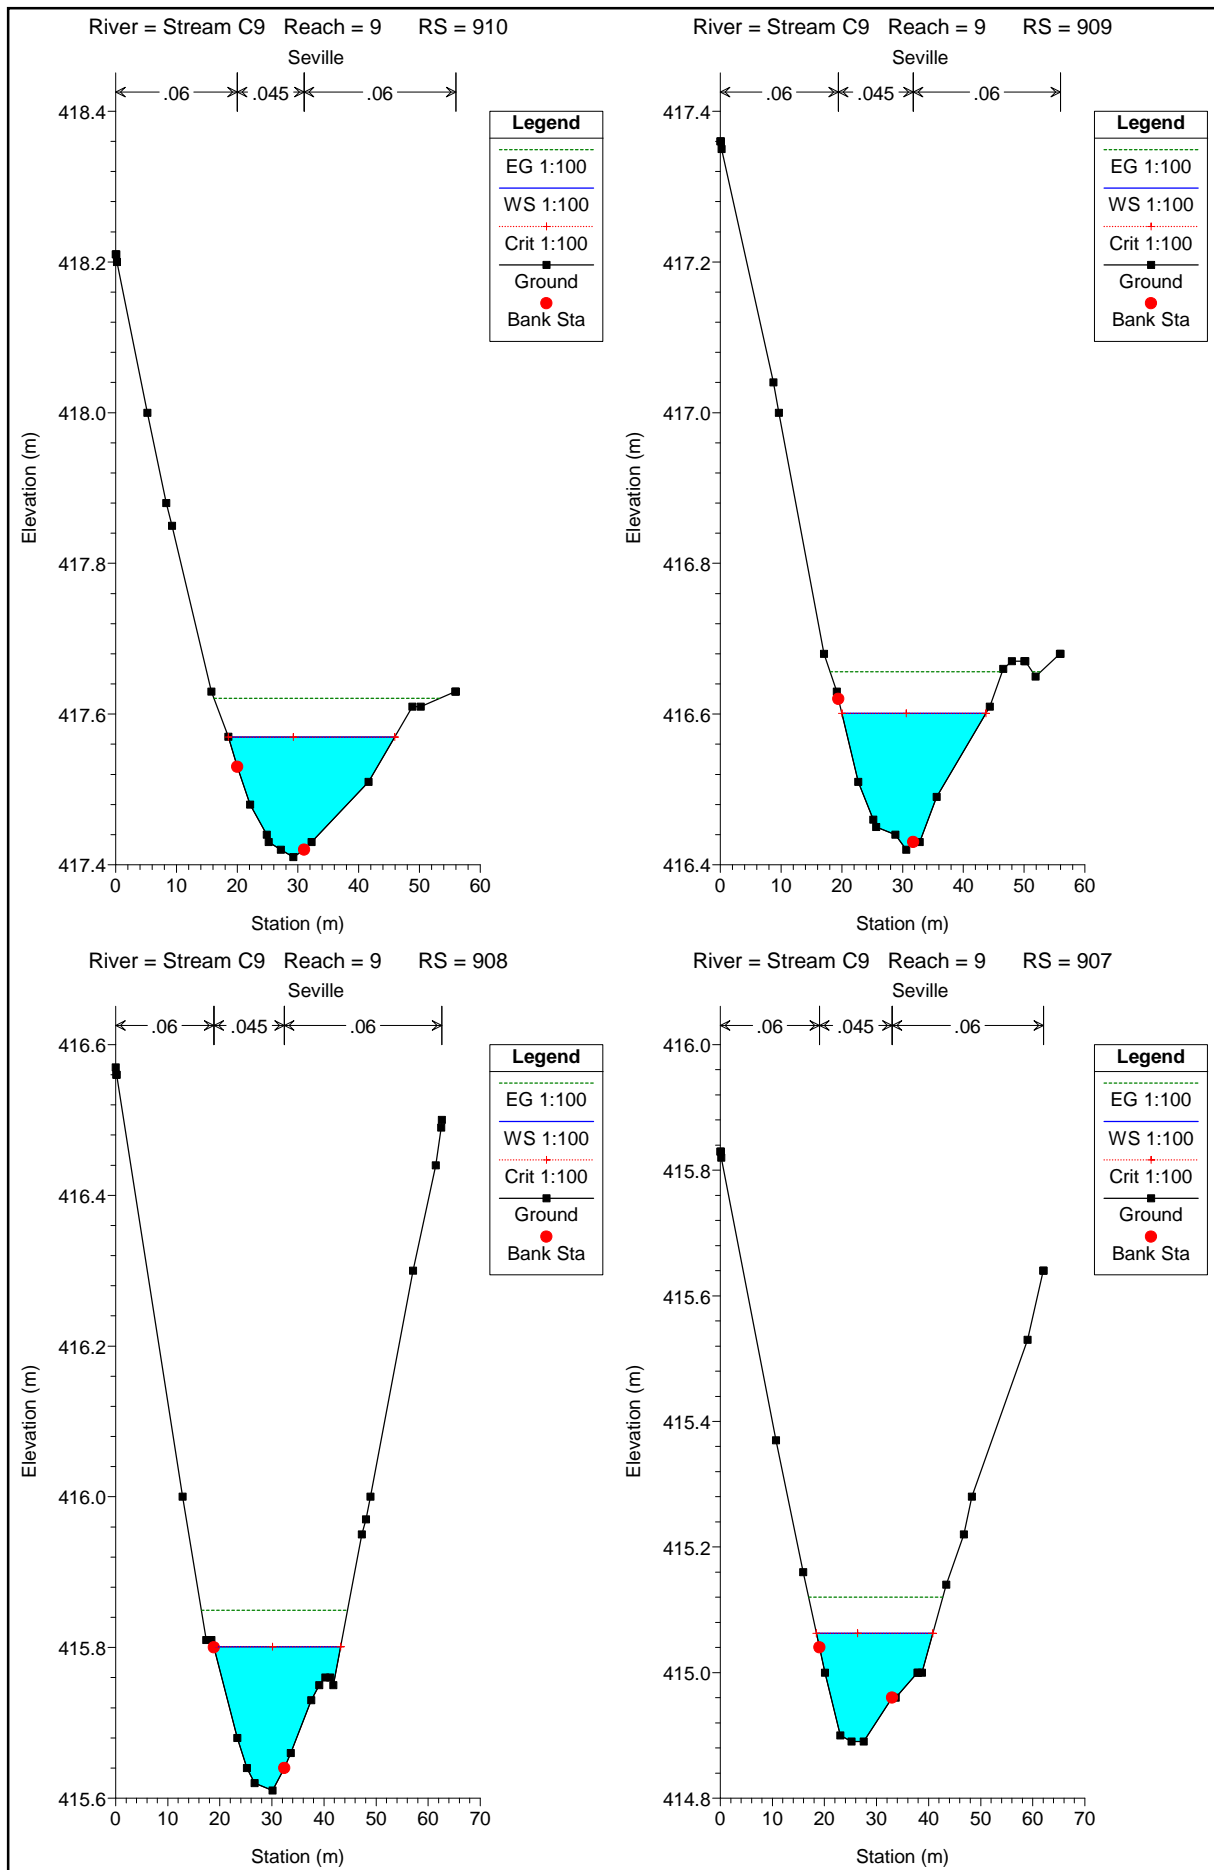 River = Stream C9 Reach = 9 RS = 910
Seville
.06 .045 .06
418.4
418.2
418.0
417.8
417.6
417.4
Elevation (m)
0 10 20 30 40 50 60
Station (m)
Legend
EG 1:100
WS 1:100
Crit 1:100
Ground
Bank Sta
River = Stream C9 Reach = 9 RS = 909
Seville
.06 .045 .06
417.4
417.2
417.0
416.8
416.6
416.4
Elevation (m)
0 10 20 30 40 50 60
Station (m)
Legend
EG 1:100
WS 1:100
Crit 1:100
Ground
Bank Sta
River = Stream C9 Reach = 9 RS = 908
Seville
.06 .045 .06
416.6
416.4
416.2
416.0
415.8
415.6
Elevation (m)
0 10 20 30 40 50 60 70
Station (m)
Legend
EG 1:100
WS 1:100
Crit 1:100
Ground
Bank Sta
River = Stream C9 Reach = 9 RS = 907
Seville
.06 .045 .06
416.0
415.8
415.6
415.4
415.2
415.0
414.8
Elevation (m)
0 10 20 30 40 50 60 70
Station (m)
Legend
EG 1:100
WS 1:100
Crit 1:100
Ground
Bank Sta